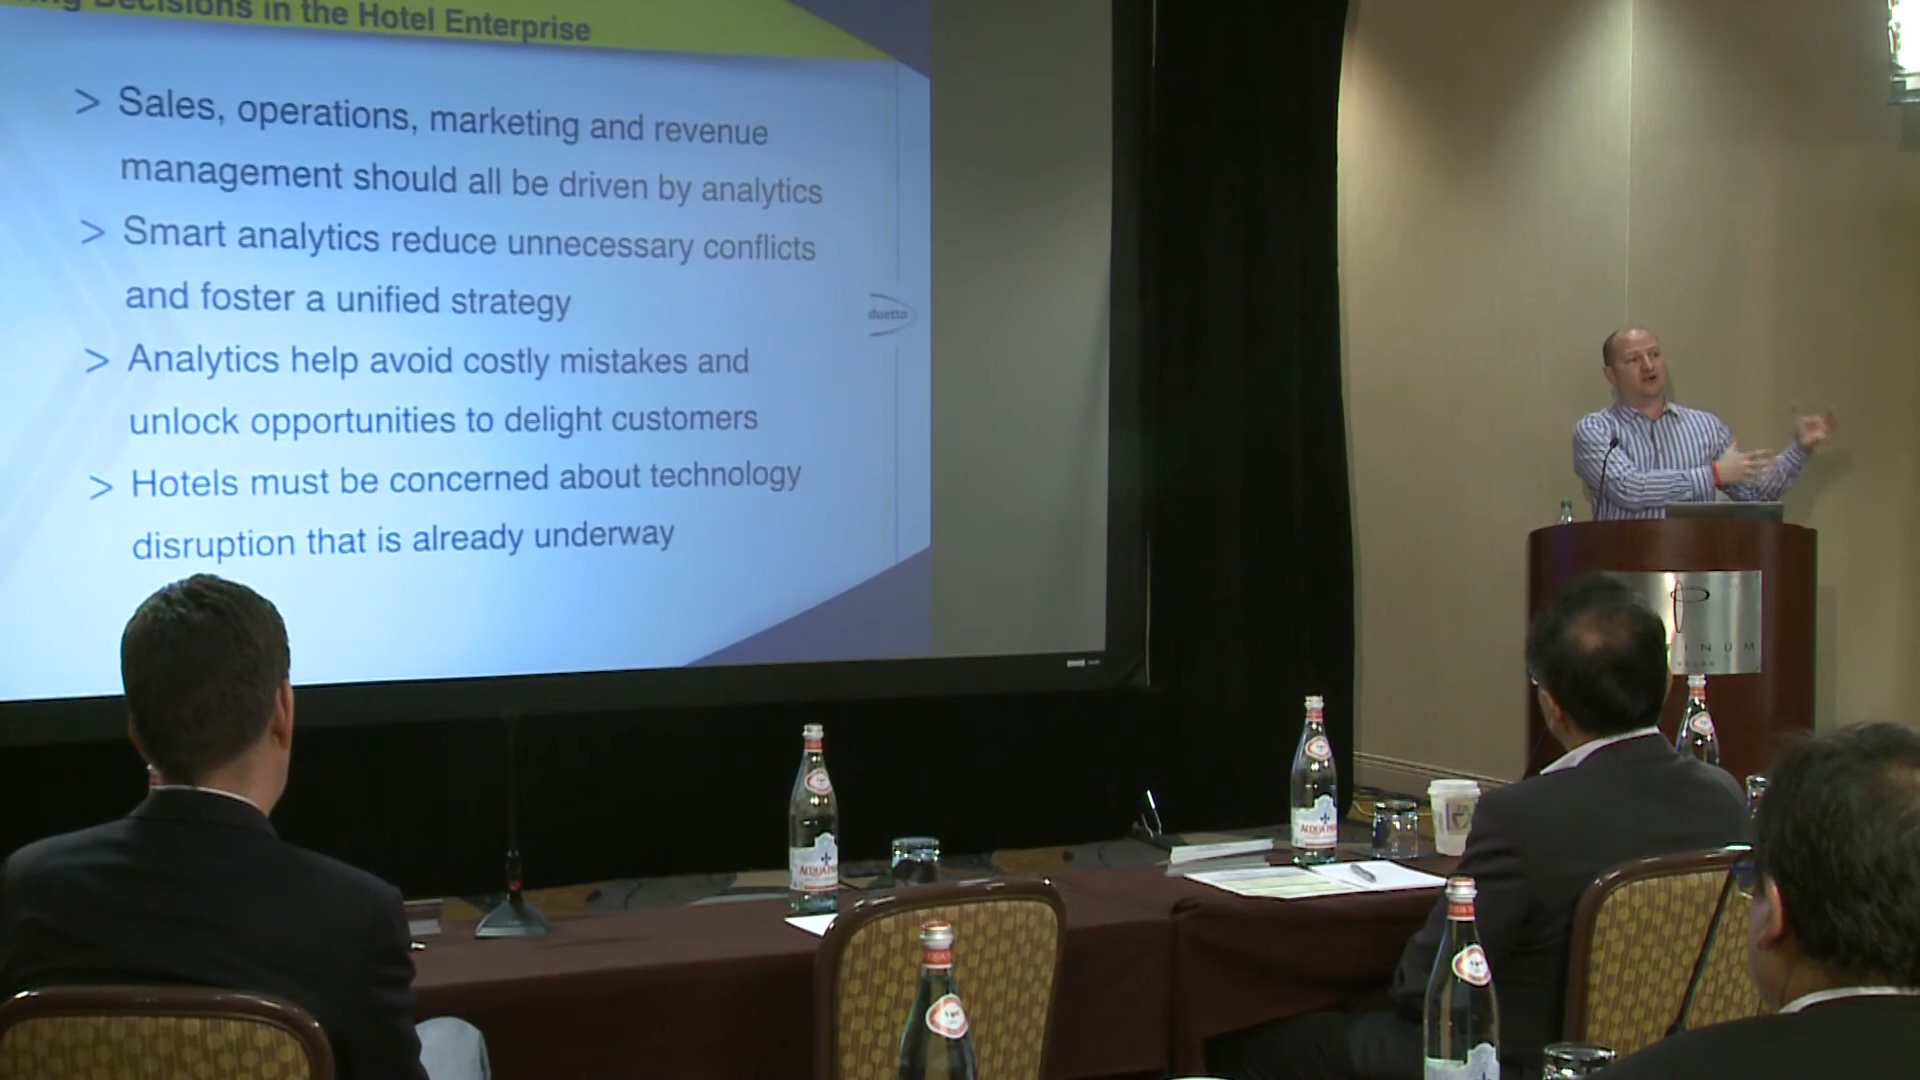 Decisions in the Hotel Enterprise
> Sales, operations, marketing and revenue
management should all be driven by analytics
> Smart analytics reduce unnecessary conflicts
and foster a unified strategy
> Analytics help avoid costly mistakes and
unlock opportunities to delight customers
> Hotels must be concerned about technology
disruption that is already underway
duetto
ACQUA
ACQUA